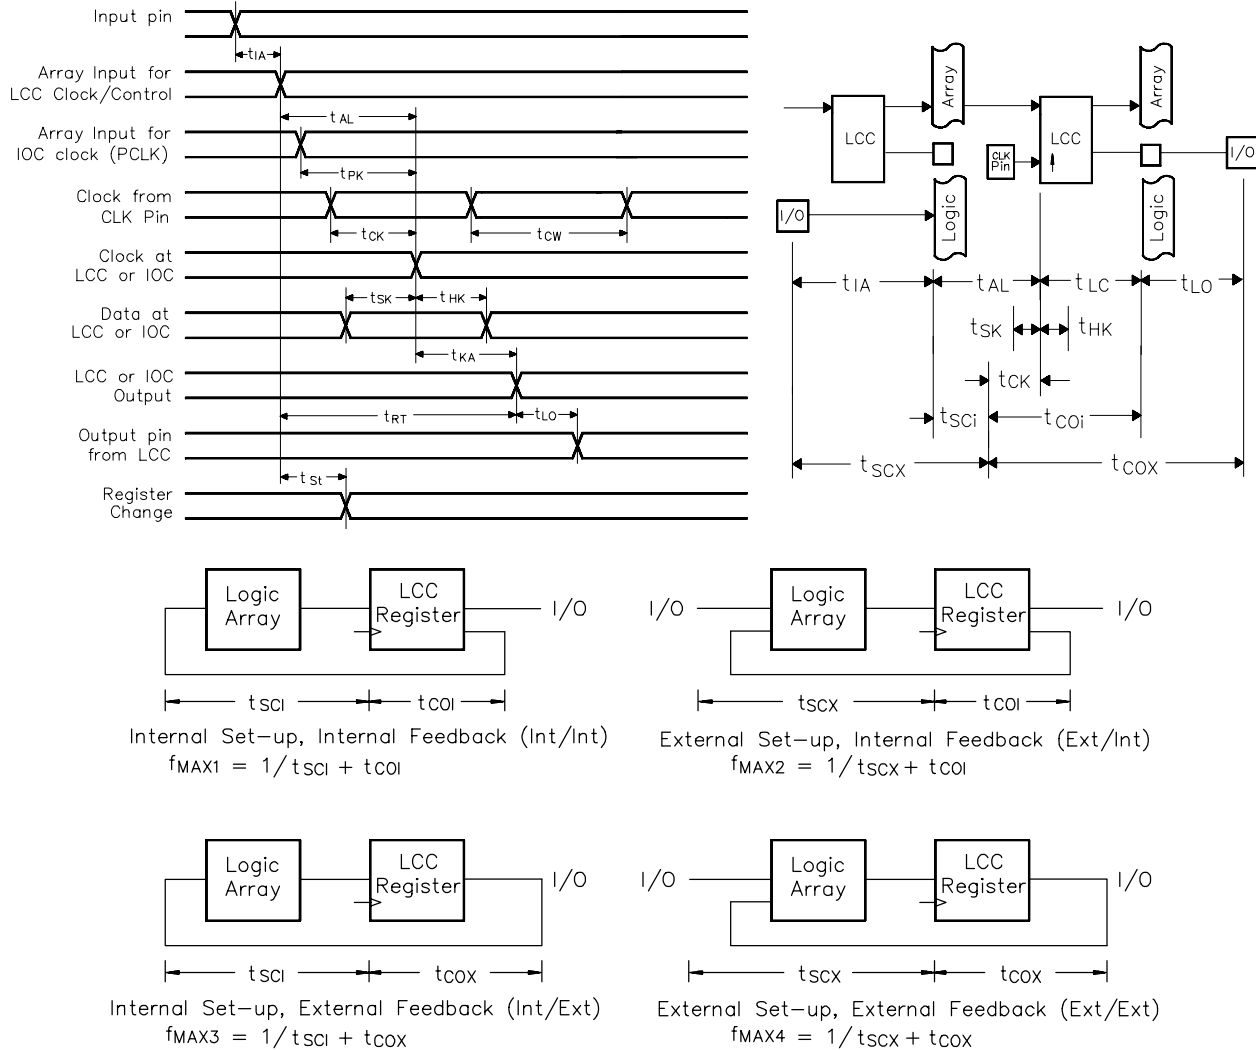 Input pin
tIA
Array Input for
LCC Clock/Control
tAL
Array Input for
IOC clock (PCLK)
tPK
Clock from
CLK Pin
tCK
tCW
Clock at
LCC or IOC
tSK
tHK
Data at
LCC or IOC
tKA
LCC or IOC
Output
tRT
tLO
Output pin
from LCC
tSt
Register
Change
Array
Array
LCC
LCC
CLK
Pin
I/O
I/O
Logic
Logic
tIA
tAL
tLC
tLO
tSK
tHK
tCK
tSCi
tCOi
tSCX
tCOX
Logic
Array
LCC
Register
I/O
tSCI
tCOI
Internal Set-up, Internal Feedback (Int/Int)
fMAX1 = 1/tSCI + tCOI
I/O
Logic
Array
LCC
Register
I/O
tSCX
tCOI
External Set-up, Internal Feedback (Ext/Int)
fMAX2 = 1/tSCX + tCOI
Logic
Array
LCC
Register
I/O
tSCI
tCOX
Internal Set-up, External Feedback (Int/Ext)
fMAX3 = 1/tSCI + tCOX
I/O
Logic
Array
LCC
Register
I/O
tSCX
tCOX
External Set-up, External Feedback (Ext/Ext)
fMAX4 = 1/tSCX + tCOX